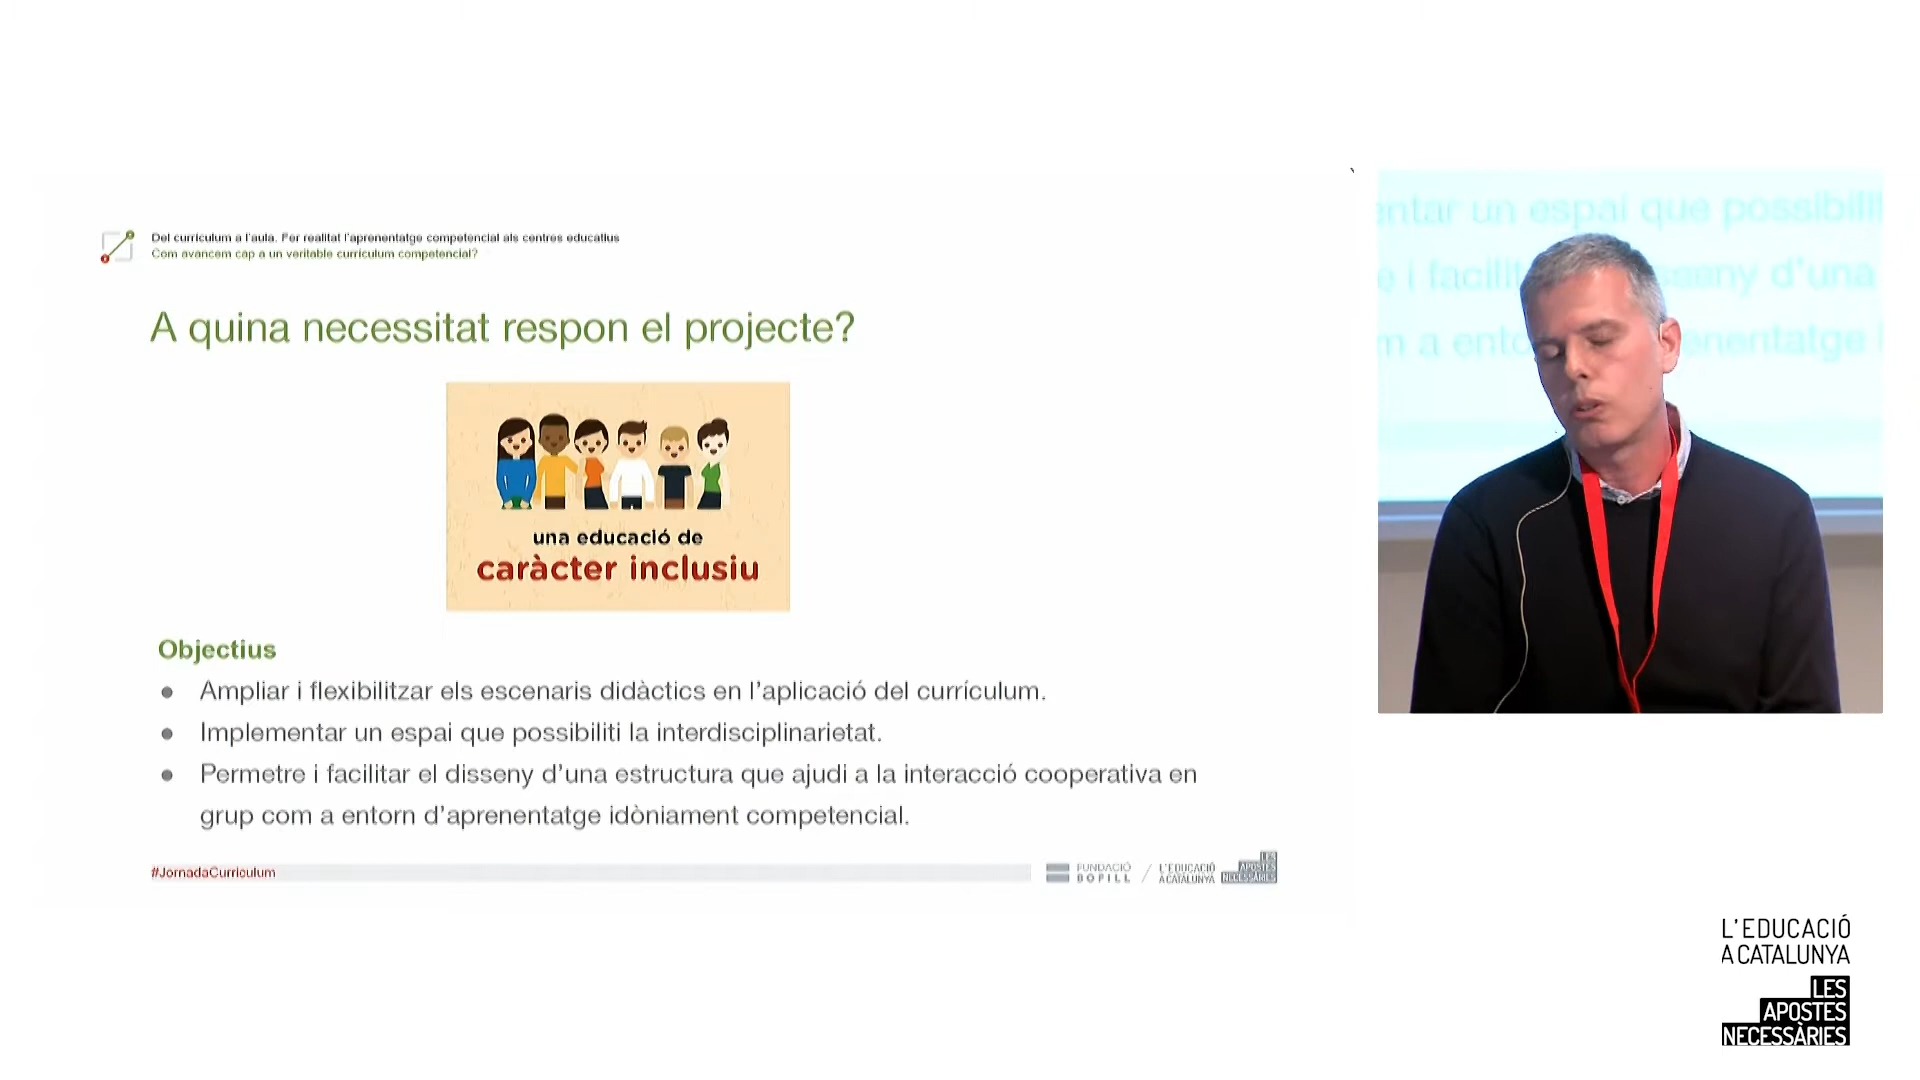 Del currículum a l'aula. Fer realitat l'aprenentatge competencial als centres educatius
Com avancem cap a un veritable currículum competencial?
A quina necessitat respon el projecte?
una educació de
caràcter inclusiu
Objectius
● Ampliar i flexibilitzar els escenaris didàctics en l'aplicació del currículum.
● Implementar un espai que possibiliti la interdisciplinarietat.
● Permetre i facilitar el disseny d'una estructura que ajudi a la interacció cooperativa en
grup com a entorn d'aprenentatge idòniament competencial.
#JornadaCurrículum
FUNDACIÓ
BOFILL
/
L'EDUCACIÓ
A CATALUNYA
LES
APOSTES
NECESSÀRIES
entar un espai que possibili
e i facilit sseny d'una
m a ento enentatge
L'EDUCACIÓ
A CATALUNYA
LES
APOSTES
NECESSÀRIES